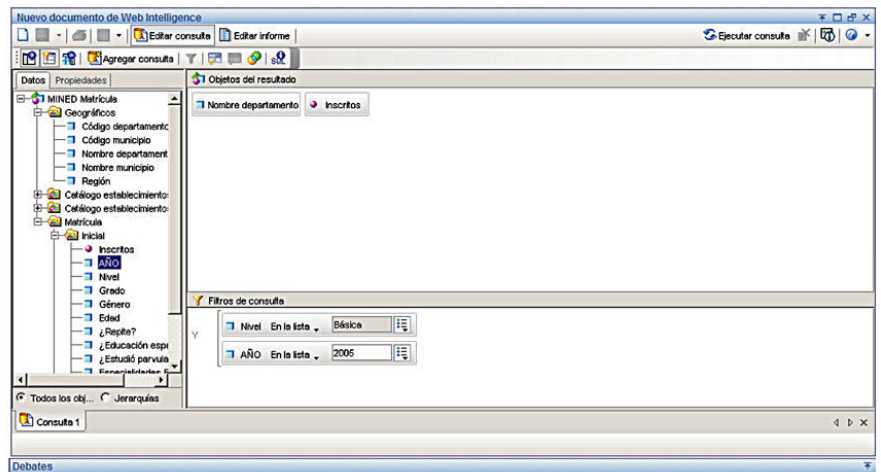 Nuevo documento de Web Intelligence
Editar consulta Editar informe Ejecutar consulta
Agregar consulta
Datos Propiedades
Objetos del resultado
MINED Matrícula
Geográficos
Código departamento
Código municipio
Nombre departament
Nombre municipio
Región
Catálogo establecimiento
Catálogo establecimiento
Matrícula
Inicial
Inscritos
AÑO
Nivel
Grado
Género
Edad
¿Repite?
¿Educación espe
¿Estudió parvula
Especialidades
Todos los obj... Jerarquías
Nombre departamento Inscritos
Filtros de consulta
Y
Nivel En la lista Básica
AÑO En la lista 2005
Consulta 1
Debates